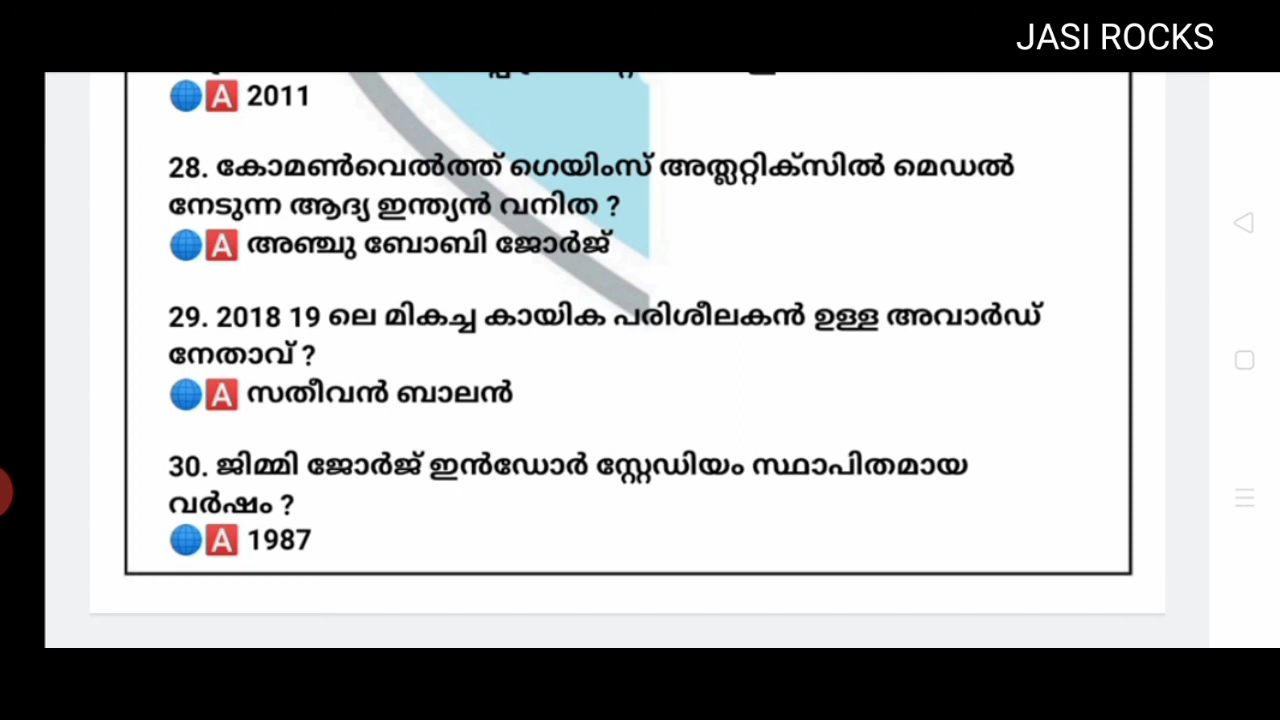 JASI ROCKS
A 2011
28. കോമൺവെൽത്ത് ഗെയിംസ് അത്ലറ്റിക്സിൽ മെഡൽ
നേടുന്ന ആദ്യ ഇന്ത്യൻ വനിത ?
A അഞ്ചു ബോബി ജോർജ്
29. 2018 19 ലെ മികച്ച കായിക പരിശീലകൻ ഉള്ള അവാർഡ്
നേതാവ് ?
A സതീവൻ ബാലൻ
30. ജിമ്മി ജോർജ് ഇൻഡോർ സ്റ്റേഡിയം സ്ഥാപിതമായ
വർഷം ?
A 1987